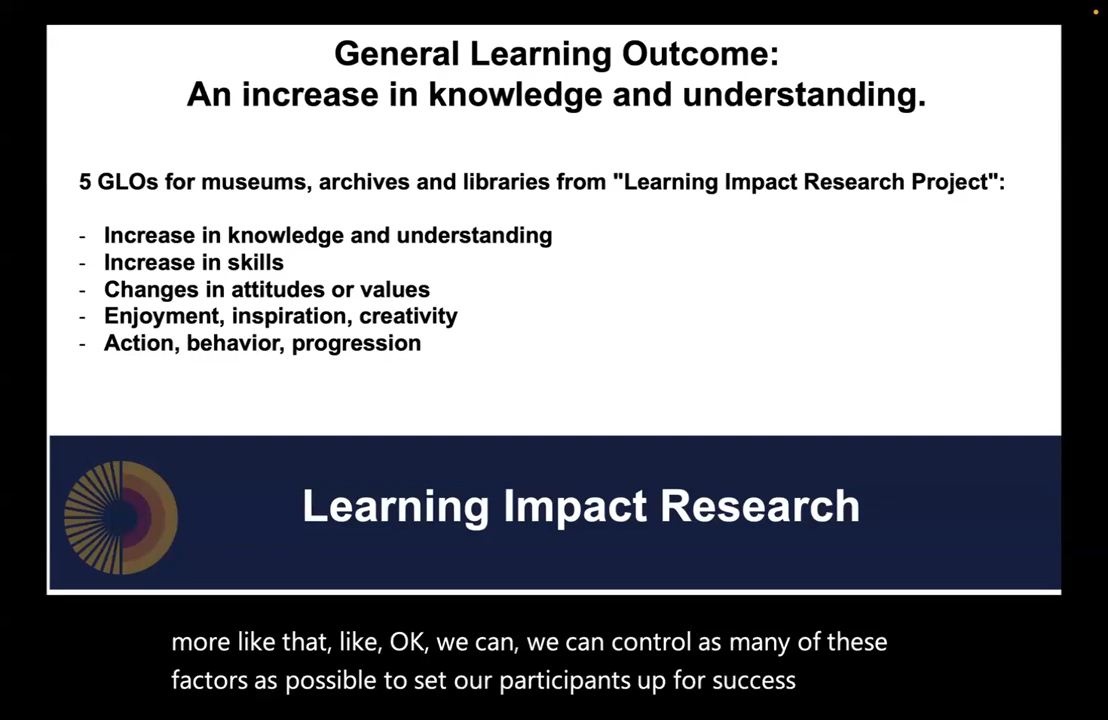 General Learning Outcome:
An increase in knowledge and understanding.
5 GLOs for museums, archives and libraries from "Learning Impact Research Project":
- Increase in knowledge and understanding
- Increase in skills
- Changes in attitudes or values
- Enjoyment, inspiration, creativity
- Action, behavior, progression
Learning Impact Research
more like that, like, OK, we can, we can control as many of these
factors as possible to set our participants up for success